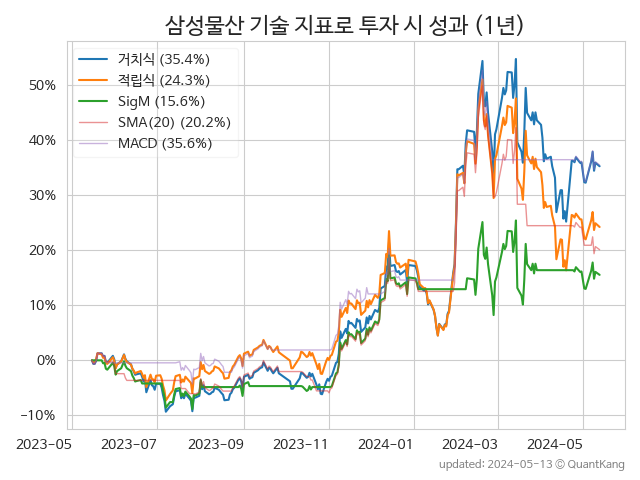 삼성물산 기술 지표로 투자 시 성과 (1년)
거치식 (35.4%)
적립식 (24.3%)
SigM (15.6%)
SMA(20) (20.2%)
MACD (35.6%)
50%
40%
30%
20%
10%
0%
−10%
2023-05 2023-07 2023-09 2023-11 2024-01 2024-03 2024-05
updated: 2024-05-13 © QuantKang